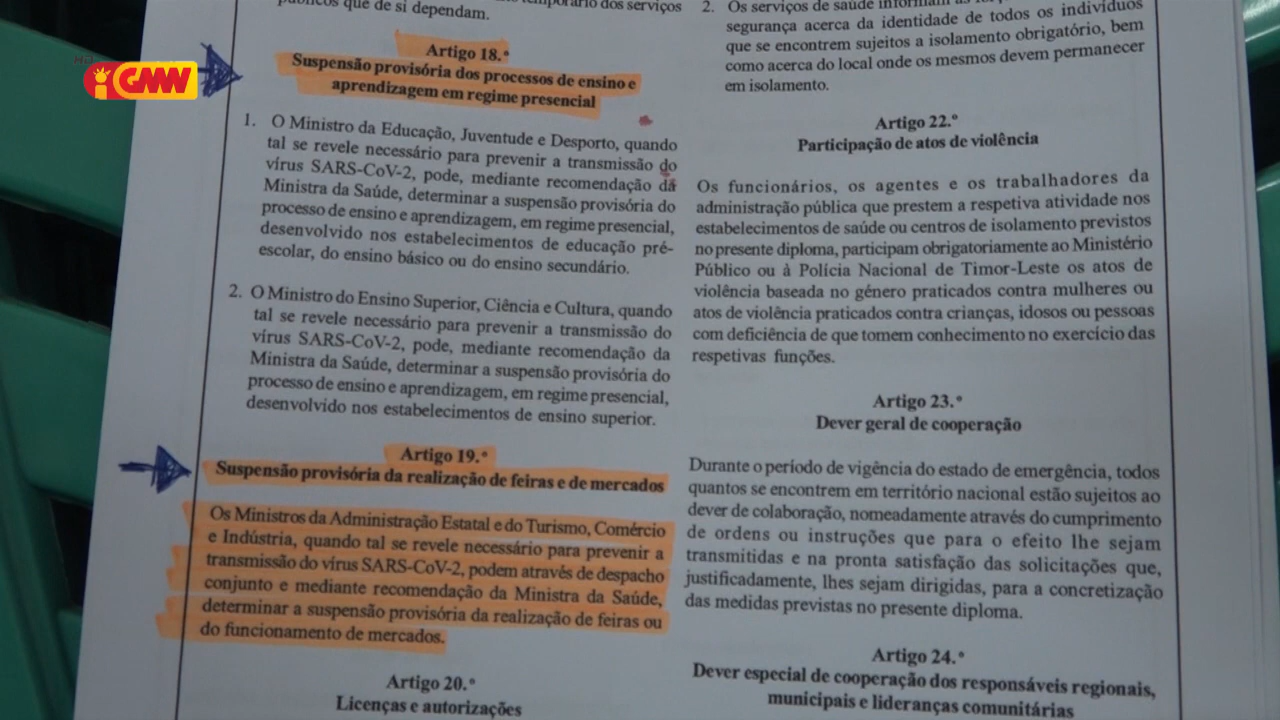 GMN
públicos que de si dependam.
temporário dos serviços
Artigo 18.º
Suspensão provisória dos processos de ensino e
aprendizagem em regime presencial
1. O Ministro da Educação, Juventude e Desporto, quando
tal se revele necessário para prevenir a transmissão do
vírus SARS-CoV-2, pode, mediante recomendação da
Ministra da Saúde, determinar a suspensão provisória do
processo de ensino e aprendizagem, em regime presencial,
desenvolvido nos estabelecimentos de educação pré-
escolar, do ensino básico ou do ensino secundário.
2. O Ministro do Ensino Superior, Ciência e Cultura, quando
tal se revele necessário para prevenir a transmissão do
vírus SARS-CoV-2, pode, mediante recomendação da
Ministra da Saúde, determinar a suspensão provisória do
processo de ensino e aprendizagem, em regime presencial,
desenvolvido nos estabelecimentos de ensino superior.
Artigo 19.º
Suspensão provisória da realização de feiras e de mercados
Os Ministros da Administração Estatal e do Turismo, Comércio
e Indústria, quando tal se revele necessário para prevenir a
transmissão do vírus SARS-CoV-2, podem através de despacho
conjunto e mediante recomendação da Ministra da Saúde,
determinar a suspensão provisória da realização de feiras ou
do funcionamento de mercados.
Artigo 20.º
Licenças e autorizações
2. Os serviços de saúde informam as
segurança acerca da identidade de todos os indivíduos
que se encontrem sujeitos a isolamento obrigatório, bem
como acerca do local onde os mesmos devem permanecer
em isolamento.
Artigo 22.º
Participação de atos de violência
Os funcionários, os agentes e os trabalhadores da
administração pública que prestem a respetiva atividade nos
estabelecimentos de saúde ou centros de isolamento previstos
no presente diploma, participam obrigatoriamente ao Ministério
Público ou à Polícia Nacional de Timor-Leste os atos de
violência baseada no género praticados contra mulheres ou
atos de violência praticados contra crianças, idosos ou pessoas
com deficiência de que tomem conhecimento no exercício das
respetivas funções.
Artigo 23.º
Dever geral de cooperação
Durante o período de vigência do estado de emergência, todos
quantos se encontrem em território nacional estão sujeitos ao
dever de colaboração, nomeadamente através do cumprimento
de ordens ou instruções que para o efeito lhe sejam
transmitidas e na pronta satisfação das solicitações que,
justificadamente, lhes sejam dirigidas, para a concretização
das medidas previstas no presente diploma.
Artigo 24.º
Dever especial de cooperação dos responsáveis regionais,
municipais e lideranças comunitárias